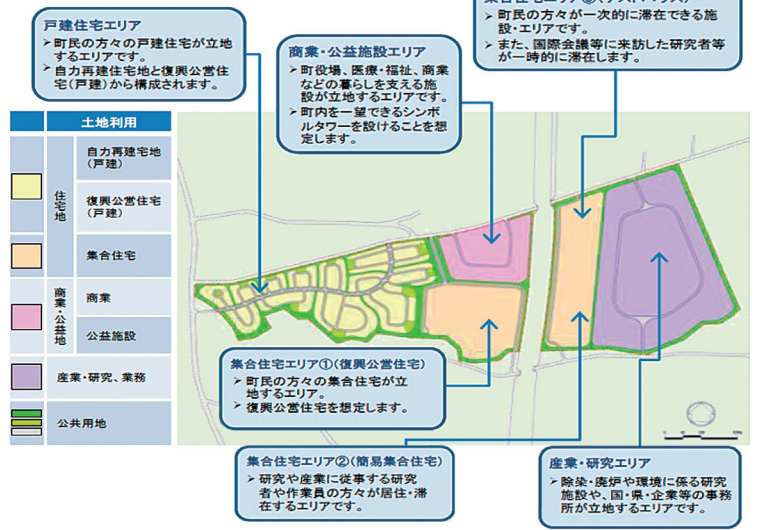 戸建住宅エリア
➢ 町民の方々の戸建住宅が立地
するエリアです。
➢ 自力再建住宅地と復興公営住
宅(戸建)から構成されます。
商業・公益施設エリア
➢ 町役場、医療・福祉、商業
などの暮らしを支える施
設が立地するエリアです。
➢ 町内を一望できるシンボ
ルタワーを設けることを想
定します。
➢ 町民の方々が一次的に滞在できる施
設・エリアです。
➢ また、国際会議等に来訪した研究者等
が一時的に滞在します。
土地利用
住宅地
自力再建宅地
(戸建)
復興公営住宅
(戸建)
集合住宅
商業・公益地
商業
公益施設
産業・研究、業務
公共用地
集合住宅エリア①(復興公営住宅)
➢ 町民の方々の集合住宅が立
地するエリア。
➢ 復興公営住宅を想定します。
集合住宅エリア②(簡易集合住宅)
➢ 研究や産業に従事する研究
者や作業員の方々が居住・滞
在するエリアです。
産業・研究エリア
➢ 除染・廃炉や環境に係る研究
施設や、国・県・企業等の事務
所が立地するエリアです。